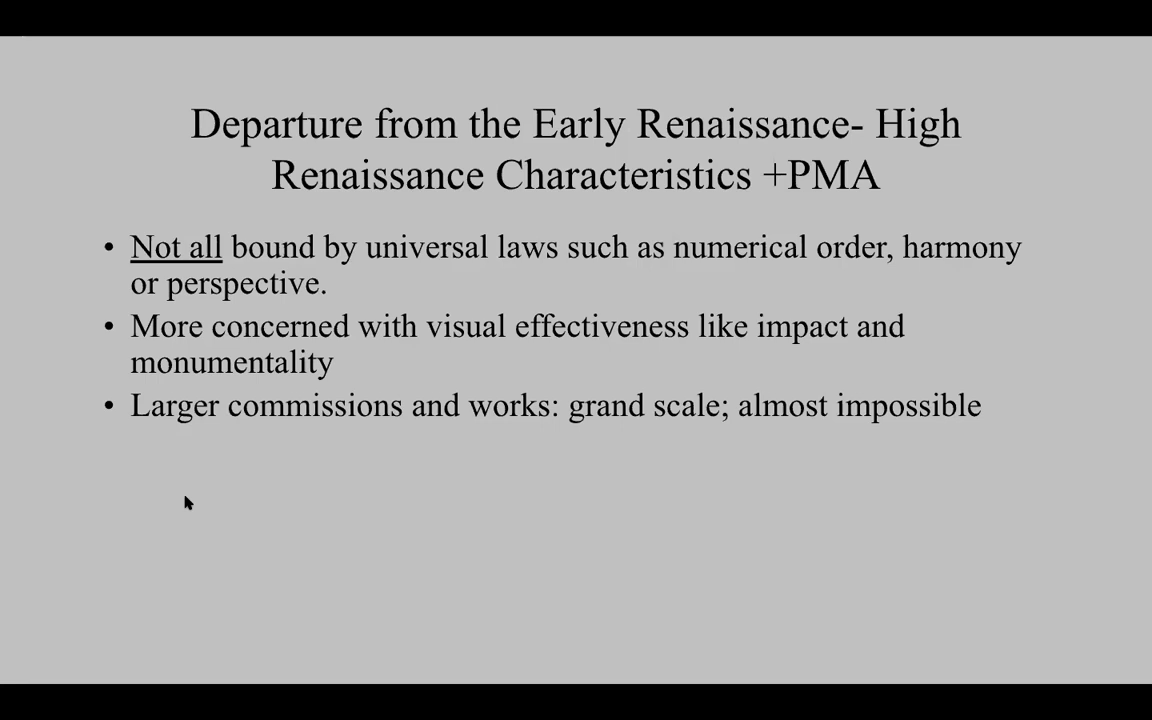 Departure from the Early Renaissance- High
Renaissance Characteristics +PMA
• Not all bound by universal laws such as numerical order, harmony
or perspective.
• More concerned with visual effectiveness like impact and
monumentality
• Larger commissions and works: grand scale; almost impossible